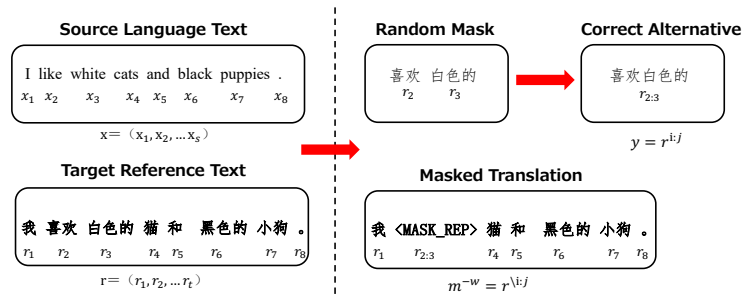 Source Language Text
I like white cats and black puppies .
x₁ x₂ x₃ x₄ x₅ x₆ x₇ x₈
x＝（x₁, x₂, …xₛ）
Target Reference Text
我 喜欢 白色的 猫 和 黑色的 小狗 。
r₁ r₂ r₃ r₄ r₅ r₆ r₇ r₈
r＝（r₁, r₂, …rₜ）
Random Mask
喜欢 白色的
r₂ r₃
Correct Alternative
喜欢白色的
r₂:₃
y = r^{i:j}
Masked Translation
我 <MASK_REP> 猫 和 黑色的 小狗 。
r₁ r₂:₃ r₄ r₅ r₆ r₇ r₈
m^{-w} = r^{\i:j}